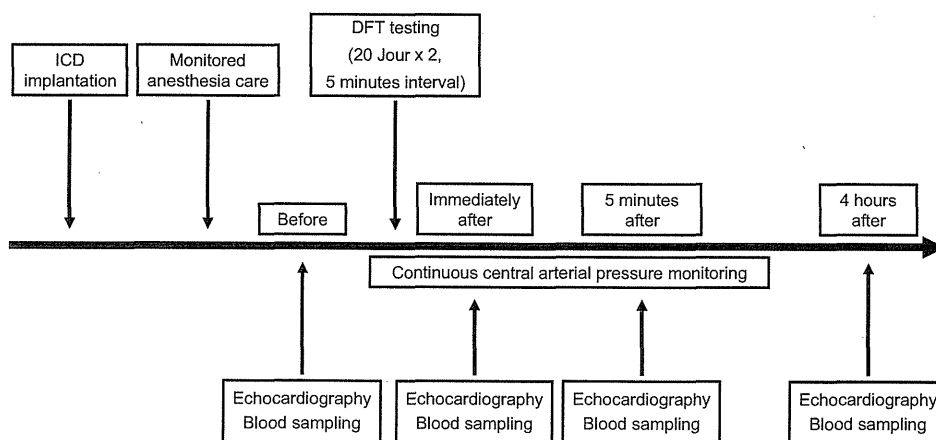 DFT testing
(20 Jour x 2,
5 minutes interval)
ICD
implantation
Monitored
anesthesia care
Before
Immediately
after
5 minutes
after
4 hours
after
Continuous central arterial pressure monitoring
Echocardiography
Blood sampling
Echocardiography
Blood sampling
Echocardiography
Blood sampling
Echocardiography
Blood sampling